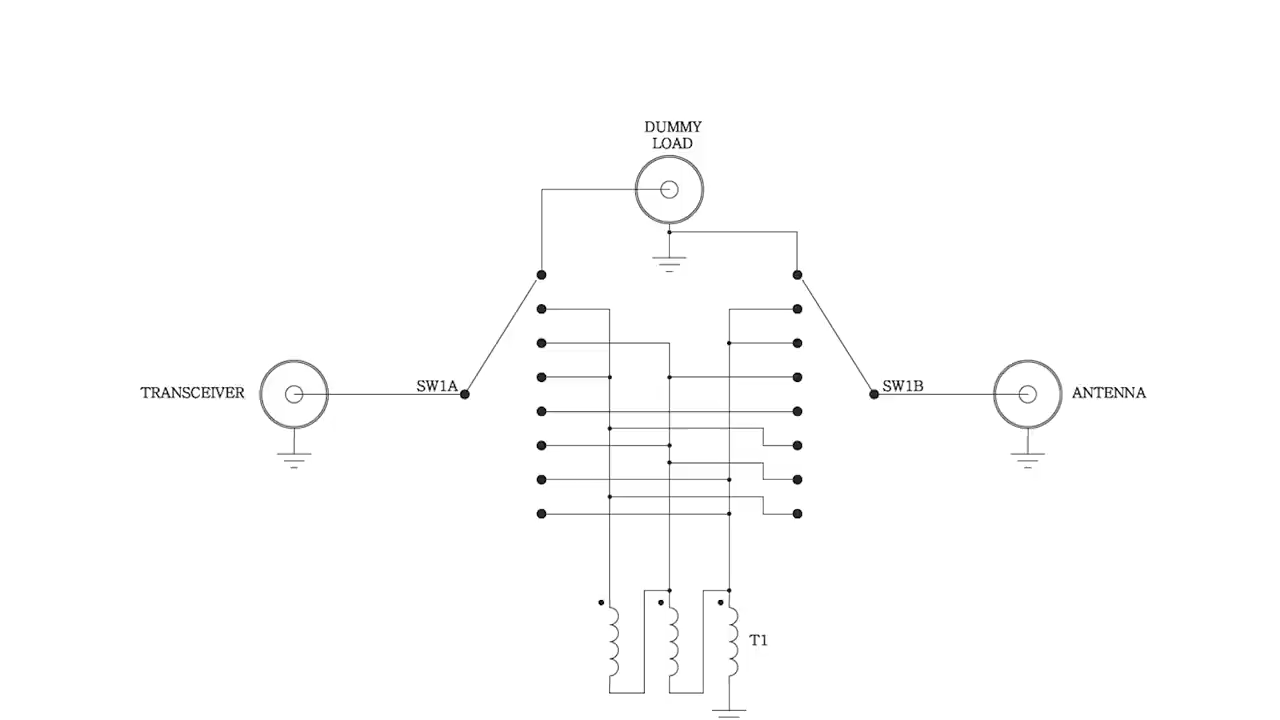 DUMMY
LOAD
TRANSCEIVER
SW1A
SW1B
ANTENNA
T1